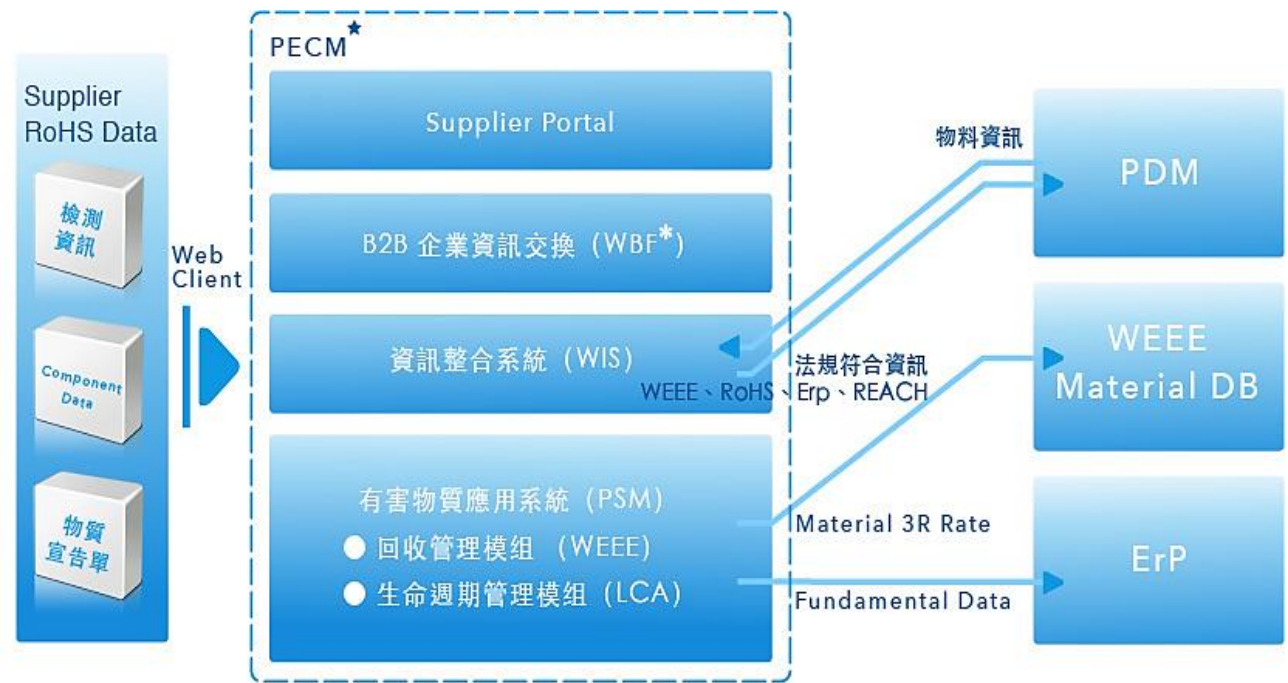 Supplier
RoHS Data
檢測
資訊
Component
Data
物質
宣告單
Web
Client
PECM★
Supplier Portal
B2B 企業資訊交換（WBF*）
資訊整合系統（WIS）
有害物質應用系統（PSM）
● 回收管理模組 （WEEE）
● 生命週期管理模組（LCA）
物料資訊
法規符合資訊
WEEE、RoHS、Erp、REACH
Material 3R Rate
Fundamental Data
PDM
WEEE
Material DB
ErP